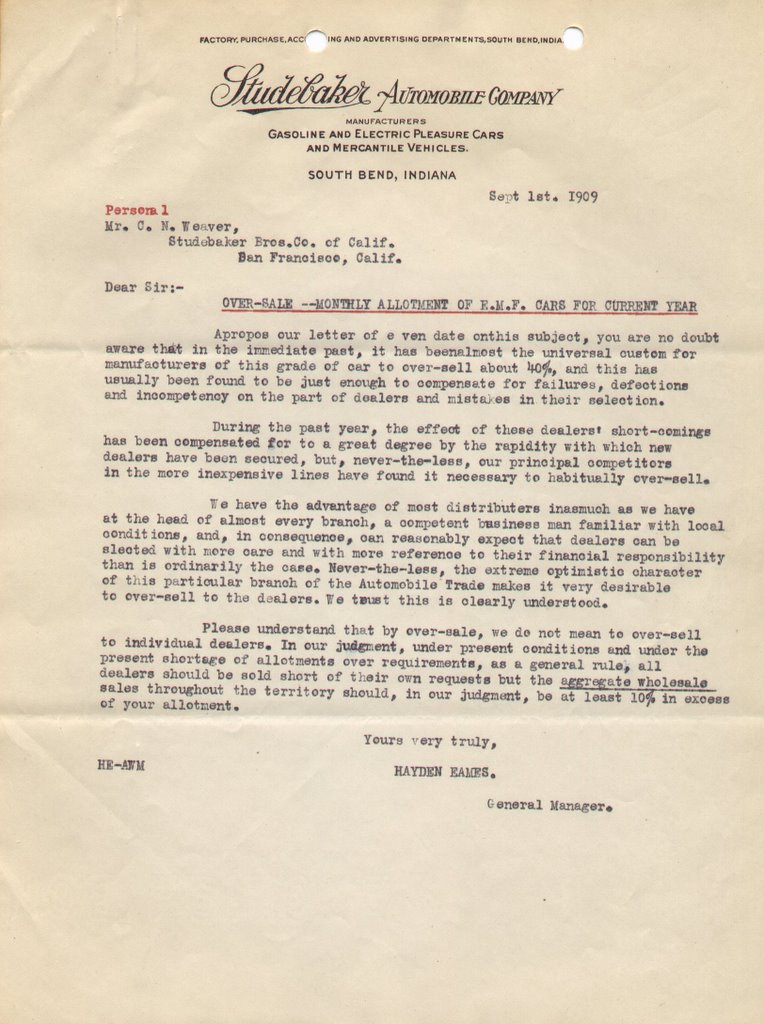 FACTORY, PURCHASE, ACC ING AND ADVERTISING DEPARTMENTS, SOUTH BEND, INDIA
Studebaker AUTOMOBILE COMPANY
MANUFACTURERS
GASOLINE AND ELECTRIC PLEASURE CARS
AND MERCANTILE VEHICLES.
SOUTH BEND, INDIANA
Sept 1st. 1909
Personal
Mr. C. N. Weaver,
Studebaker Bros.Co. of Calif.
San Francisco, Calif.
Dear Sir:-
OVER-SALE --MONTHLY ALLOTMENT OF E.M.F. CARS FOR CURRENT YEAR
Apropos our letter of e ven date onthis subject, you are no doubt
aware that in the immediate past, it has beenalmost the universal custom for
manufacturers of this grade of car to over-sell about 40%, and this has
usually been found to be just enough to compensate for failures, defections
and incompetency on the part of dealers and mistakes in their selection.
During the past year, the effect of these dealers' short-comings
has been compensated for to a great degree by the rapidity with which new
dealers have been secured, but, never-the-less, our principal competitors
in the more inexpensive lines have found it necessary to habitually over-sell.
We have the advantage of most distributers inasmuch as we have
at the head of almost every branch, a competent business man familiar with local
conditions, and, in consequence, can reasonably expect that dealers can be
slected with more care and with more reference to their financial responsibility
than is ordinarily the case. Never-the-less, the extreme optimistic character
of this particular branch of the Automobile Trade makes it very desirable
to over-sell to the dealers. We trust this is clearly understood.
Please understand that by over-sale, we do not mean to over-sell
to individual dealers. In our judgment, under present conditions and under the
present shortage of allotments over requirements, as a general rule, all
dealers should be sold short of their own requests but the aggregate wholesale
sales throughout the territory should, in our judgment, be at least 10% in excess
of your allotment.
Yours very truly,
HE-AWM
HAYDEN EAMES.
General Manager.